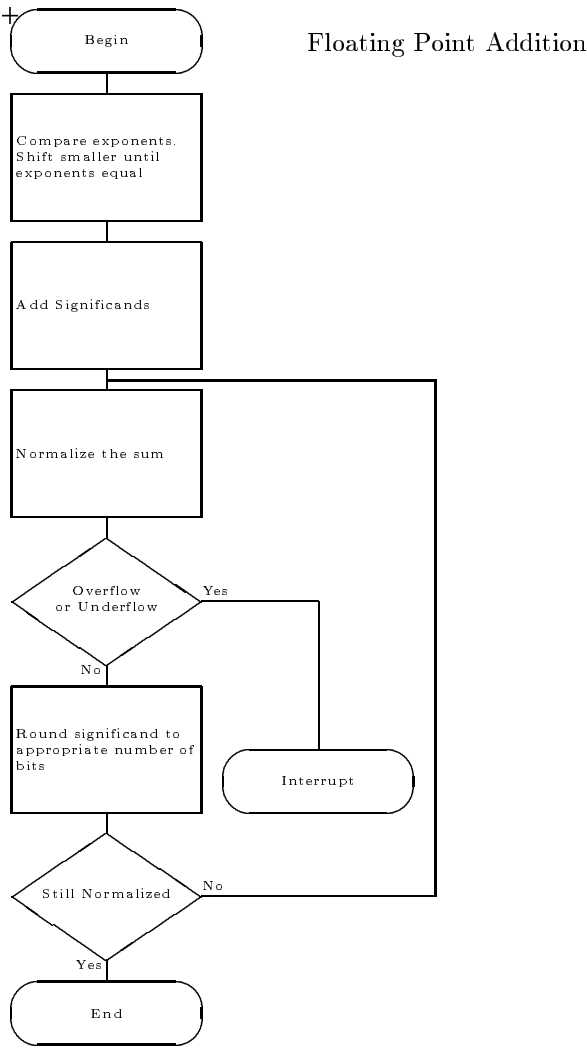 Floating Point Addition
Begin
Compare exponents.
Shift smaller until
exponents equal
Add Significands
Normalize the sum
Overflow
or Underflow
Yes
No
Round significand to
appropriate number of
bits
Interrupt
Still Normalized
No
Yes
End